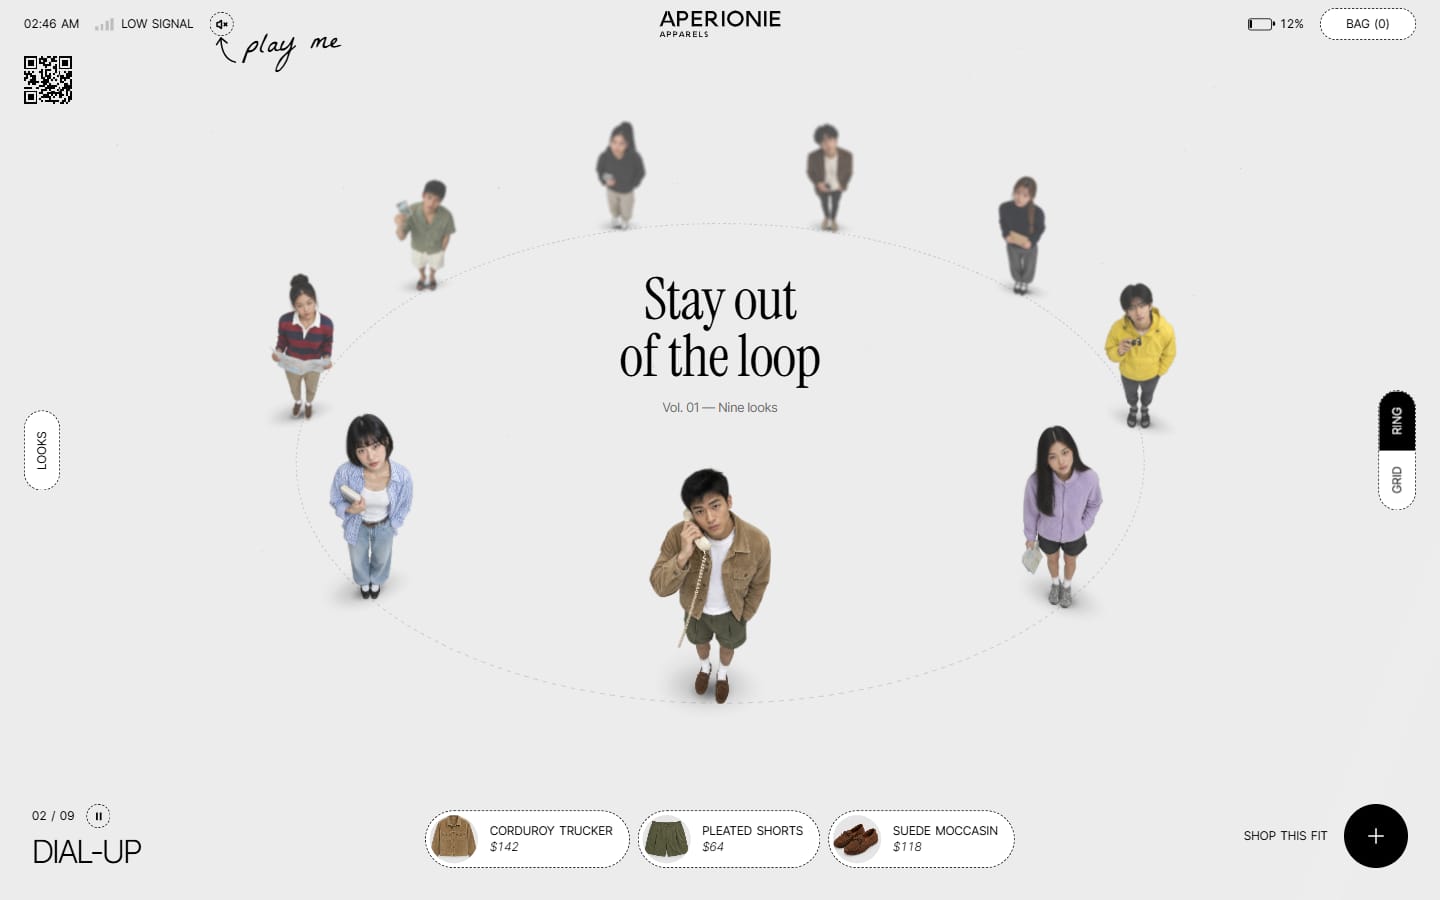 02:46 AM
LOW SIGNAL
play me
APERIONIE
APPARELS
12%
BAG (0)
Stay out
of the loop
Vol. 01 — Nine looks
LOOKS
RING
GRID
02 / 09
DIAL-UP
CORDUROY TRUCKER
$142
PLEATED SHORTS
$64
SUEDE MOCCASIN
$118
SHOP THIS FIT